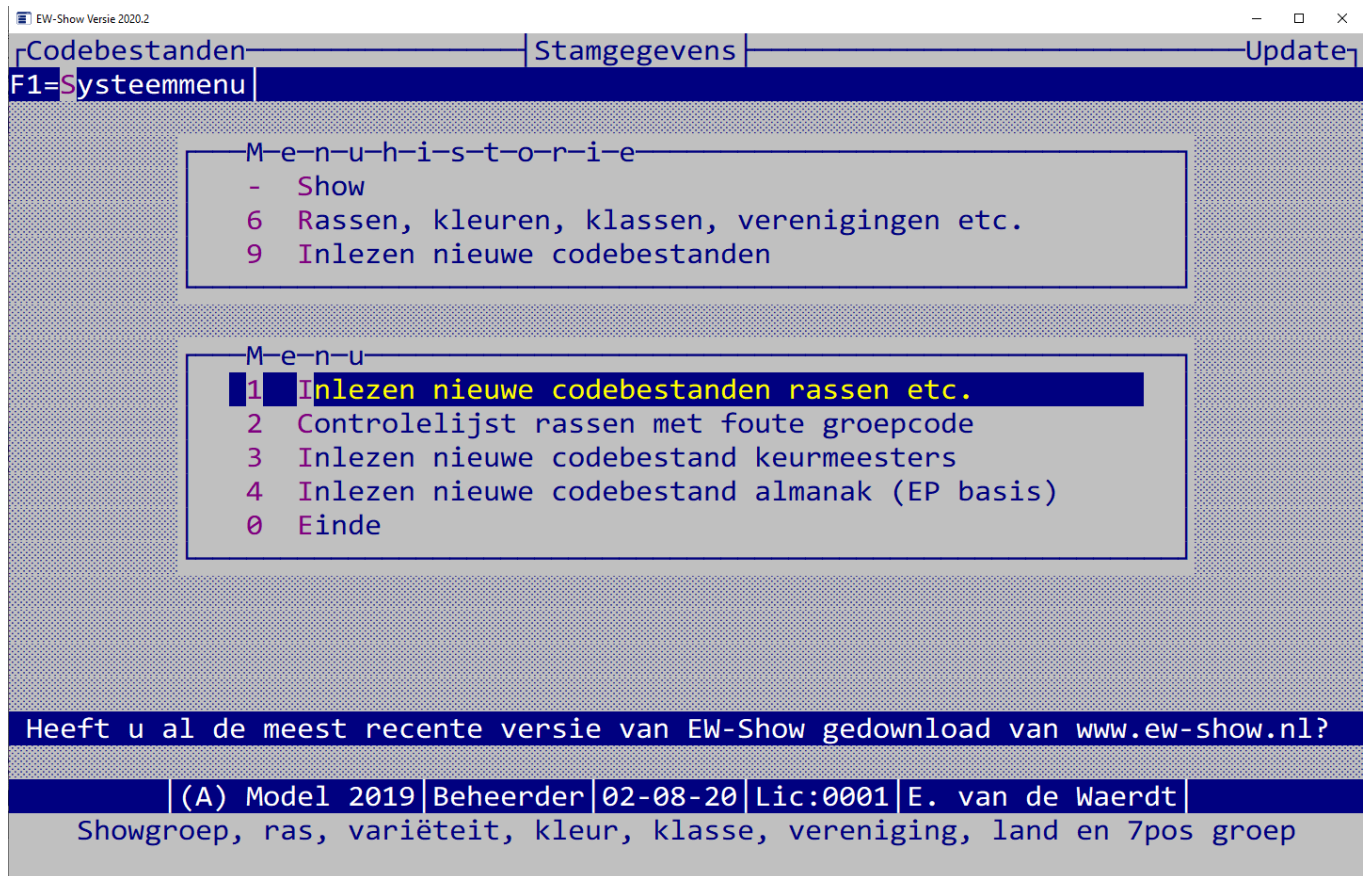 EW-Show Versie 2020.2
Codebestanden Stamgegevens Update
F1=Systeemmenu
M-e-n-u-h-i-s-t-o-r-i-e
- Show
6 Rassen, kleuren, klassen, verenigingen etc.
9 Inlezen nieuwe codebestanden
M-e-n-u
1 Inlezen nieuwe codebestanden rassen etc.
2 Controlelijst rassen met foute groepcode
3 Inlezen nieuwe codebestand keurmeesters
4 Inlezen nieuwe codebestand almanak (EP basis)
0 Einde
Heeft u al de meest recente versie van EW-Show gedownload van www.ew-show.nl?
(A) Model 2019 Beheerder 02-08-20 Lic:0001 E. van de Waerdt
Showgroep, ras, variëteit, kleur, klasse, vereniging, land en 7pos groep